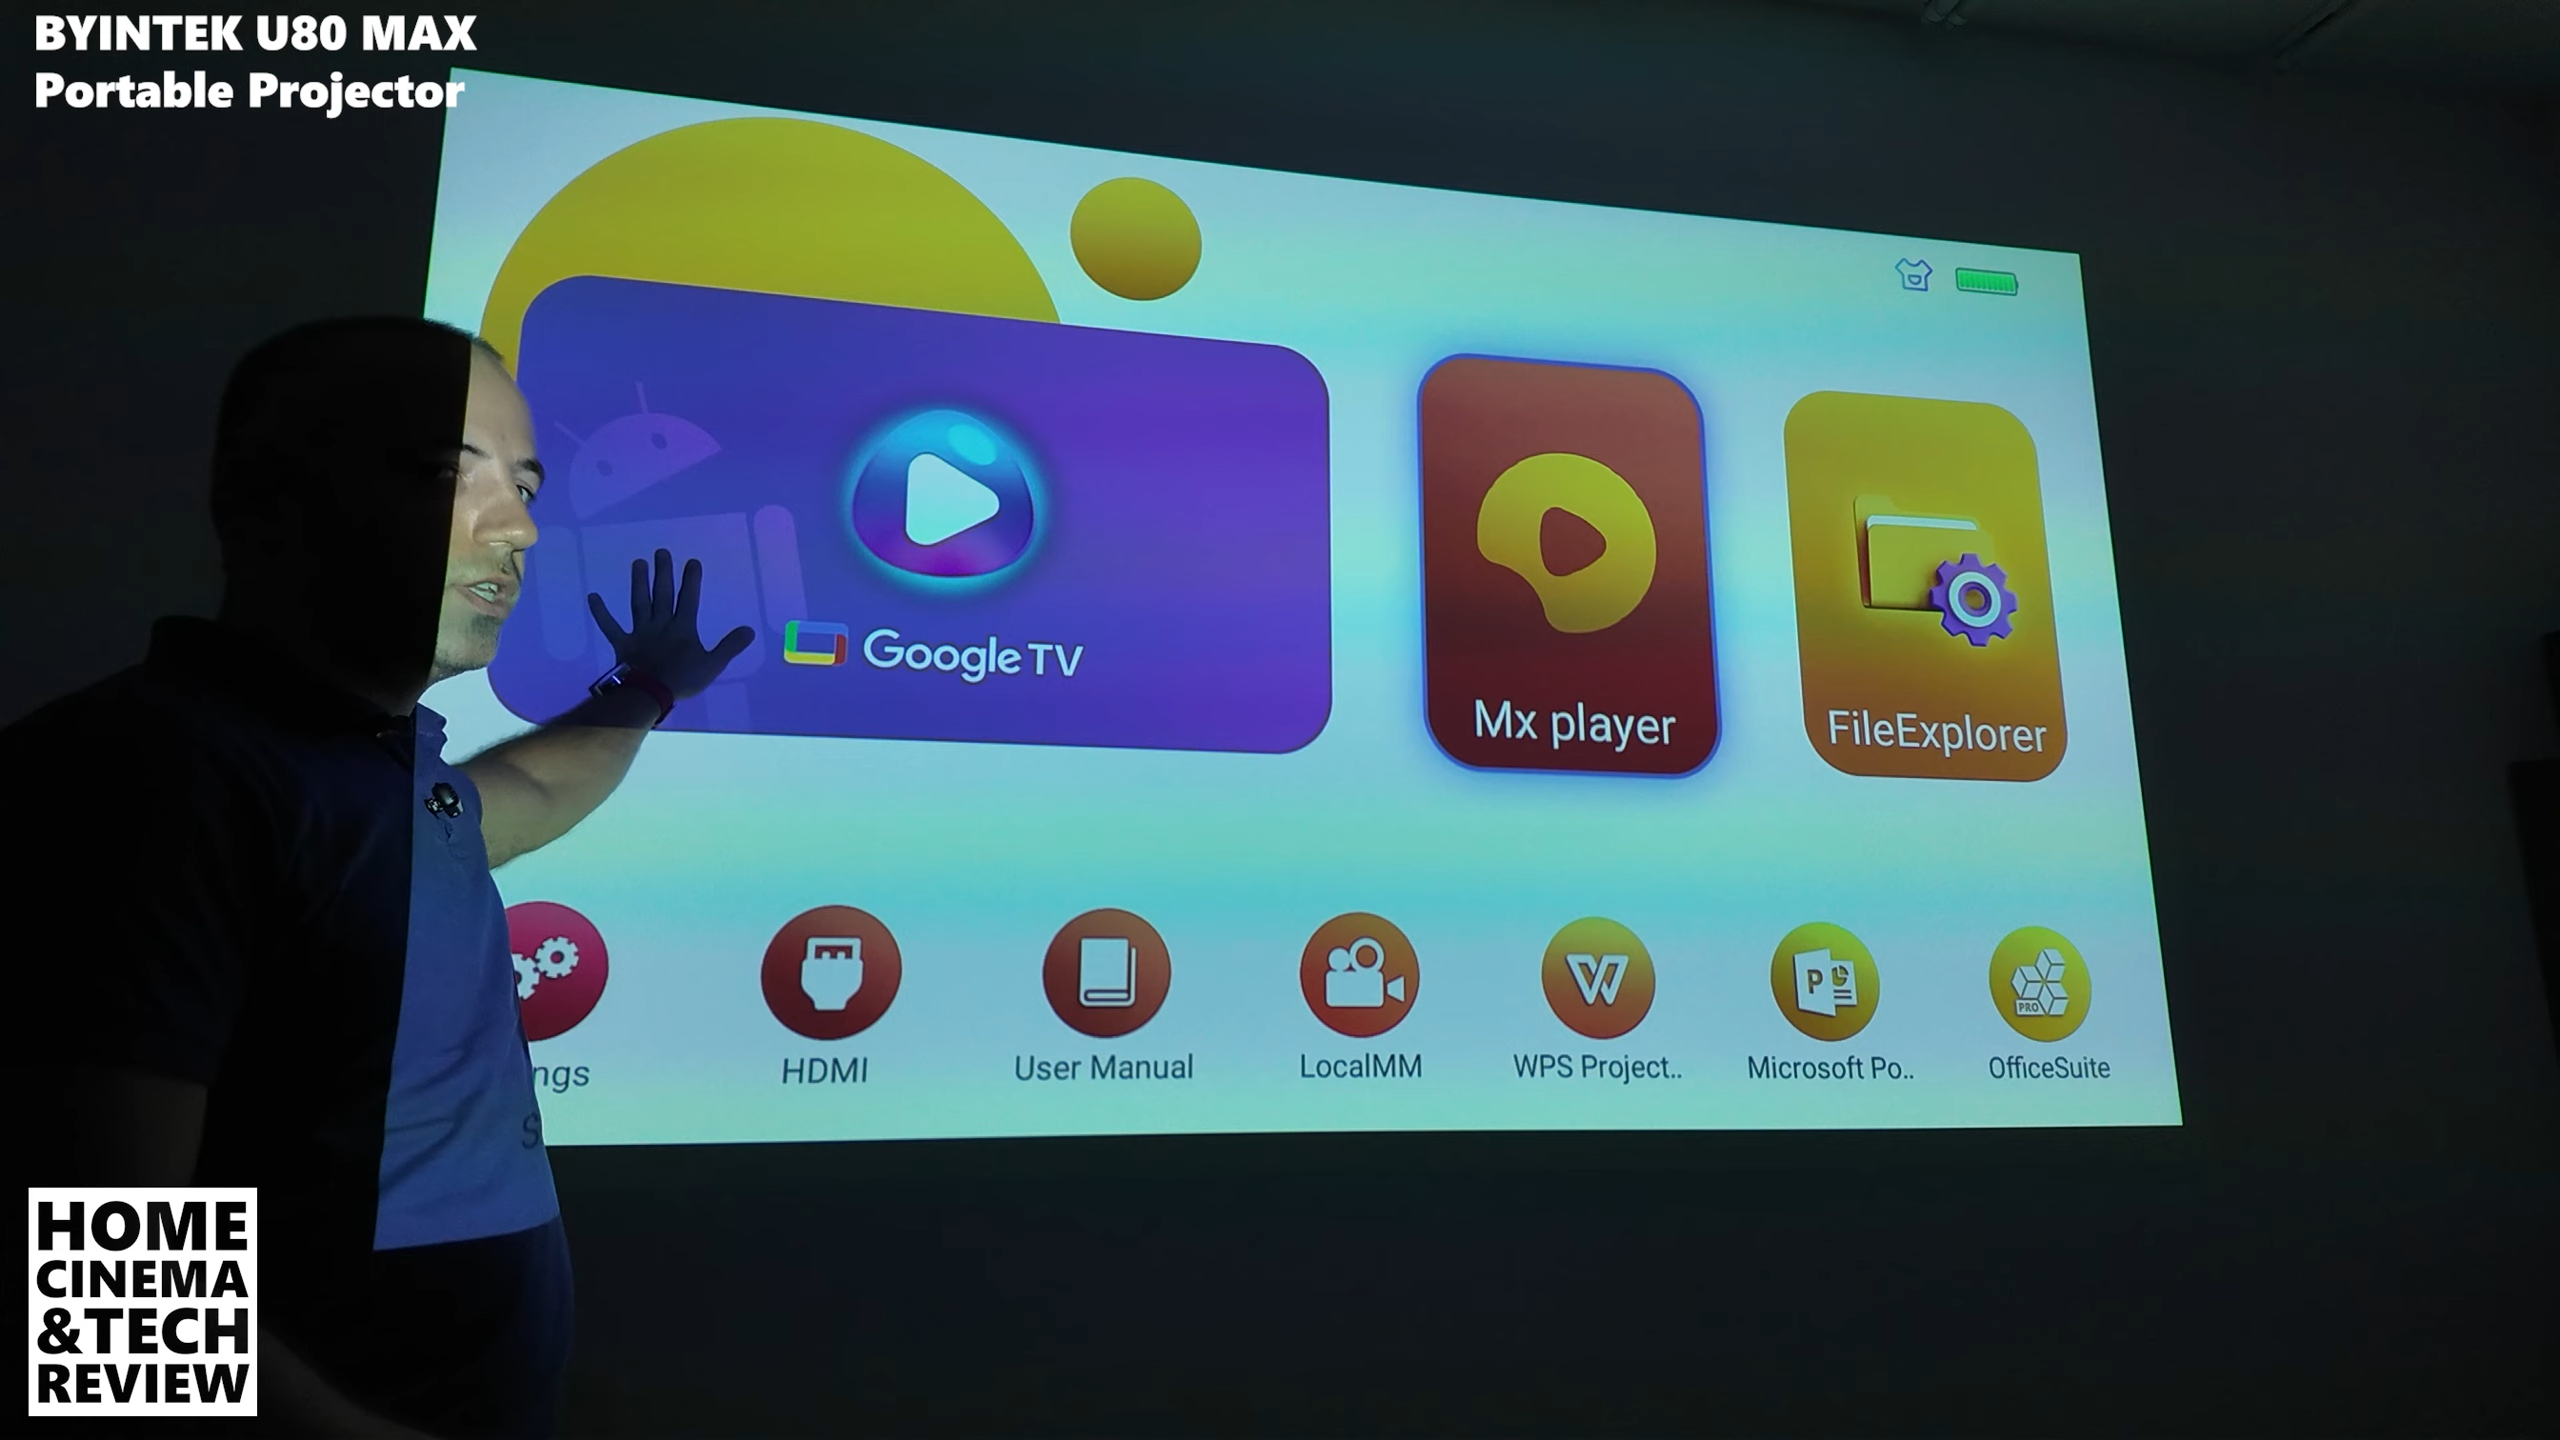 BYINTEK U80 MAX
Portable Projector
Google TV
Mx player
FileExplorer
P
PRO
ngs
HDMI
User Manual
LocalMM
WPS Project..
Microsoft Po..
OfficeSuite
S
HOME
CINEMA
&TECH
REVIEW